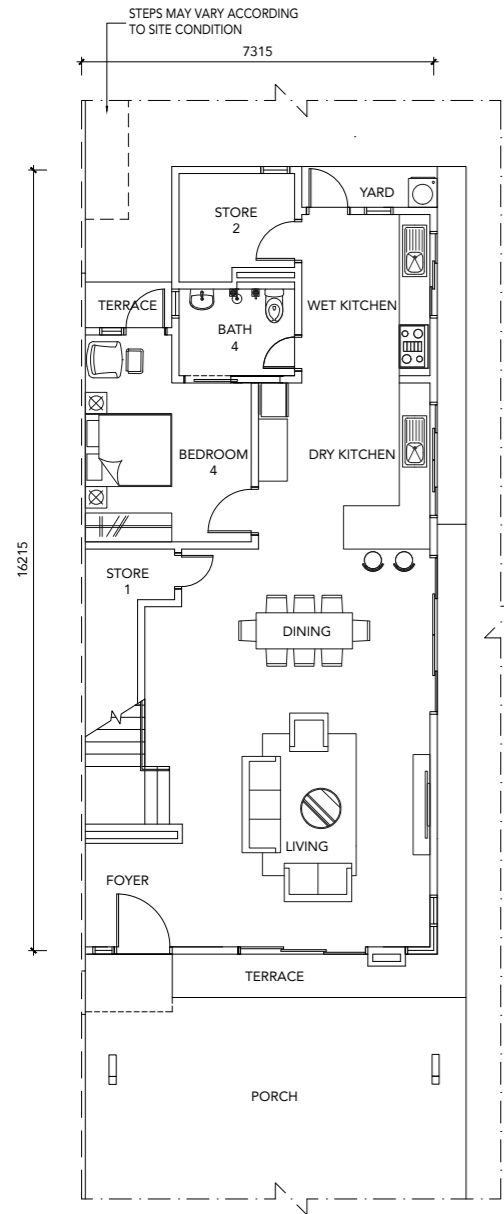 STEPS MAY VARY ACCORDING
TO SITE CONDITION
7315
YARD
STORE
2
TERRACE
WET KITCHEN
BATH
4
BEDROOM
4
DRY KITCHEN
16215
STORE
1
DINING
LIVING
FOYER
TERRACE
PORCH